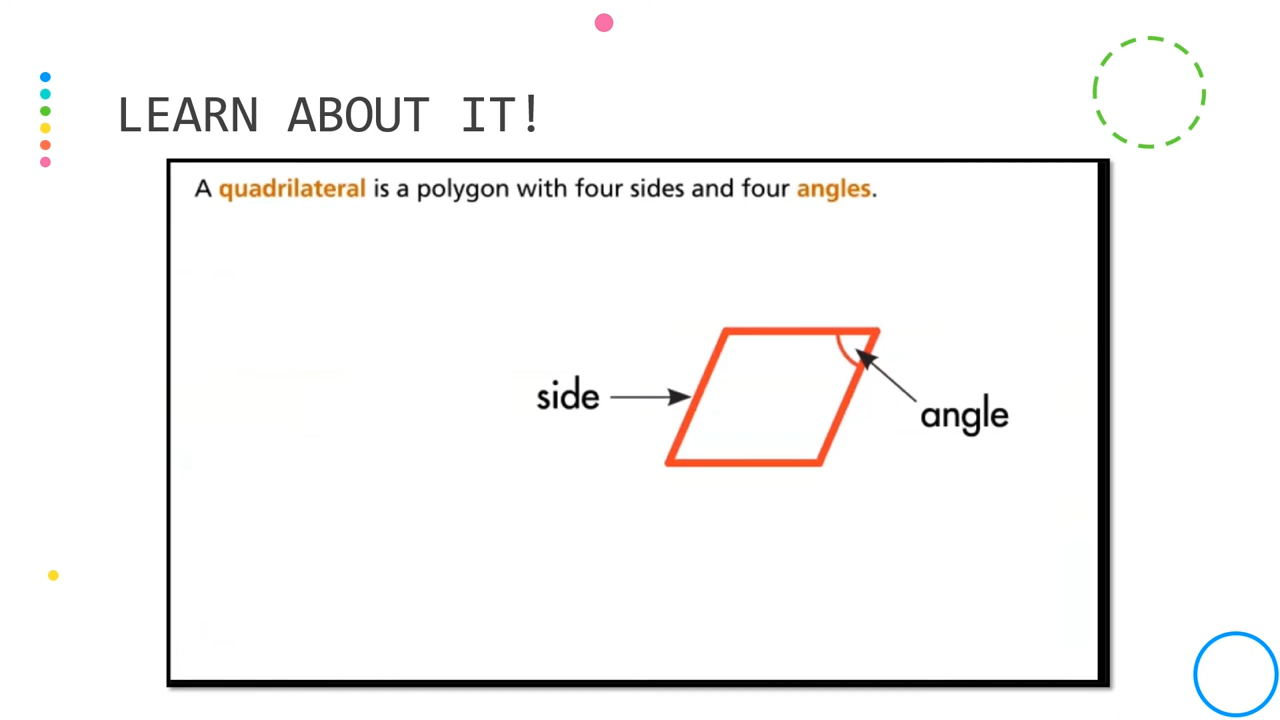 LEARN ABOUT IT!
A quadrilateral is a polygon with four sides and four angles.
side
angle